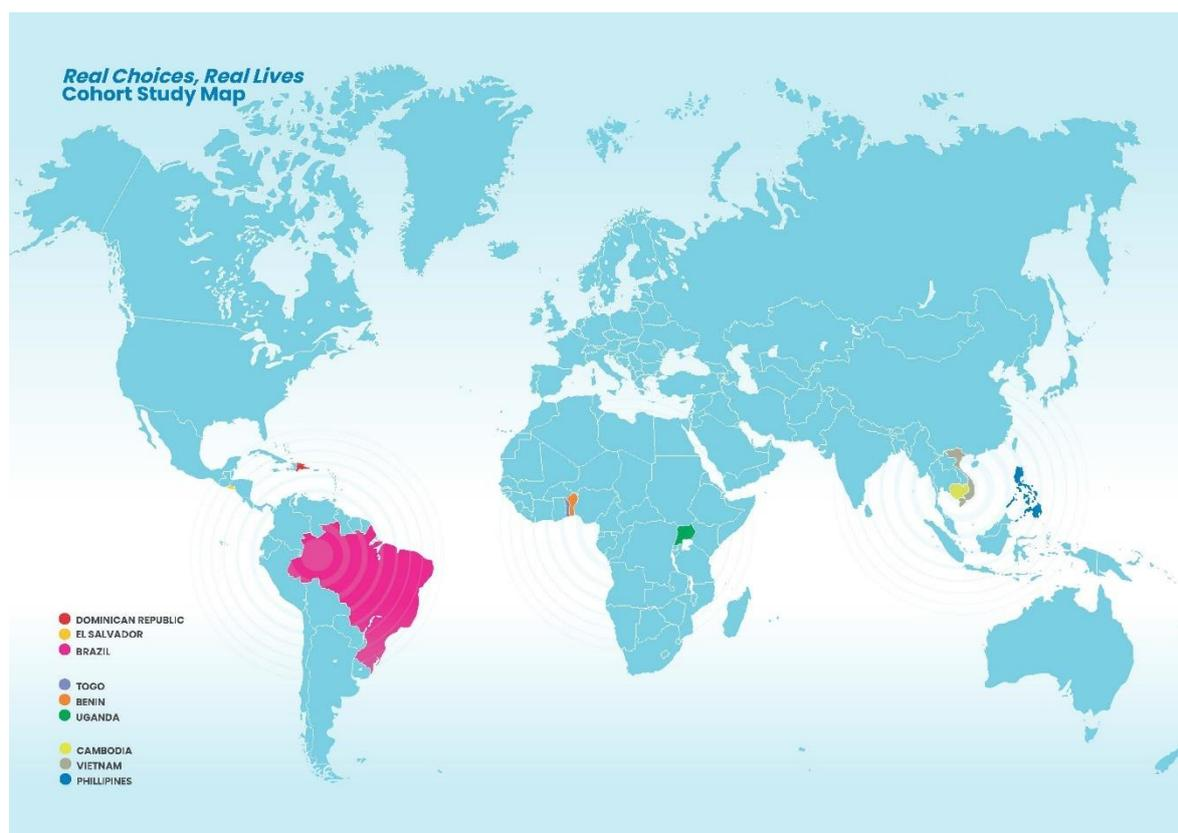 Real Choices, Real Lives
Cohort Study Map
DOMINICAN REPUBLIC
EL SALVADOR
BRAZIL
TOGO
BENIN
UGANDA
CAMBODIA
VIETNAM
PHILLIPINES